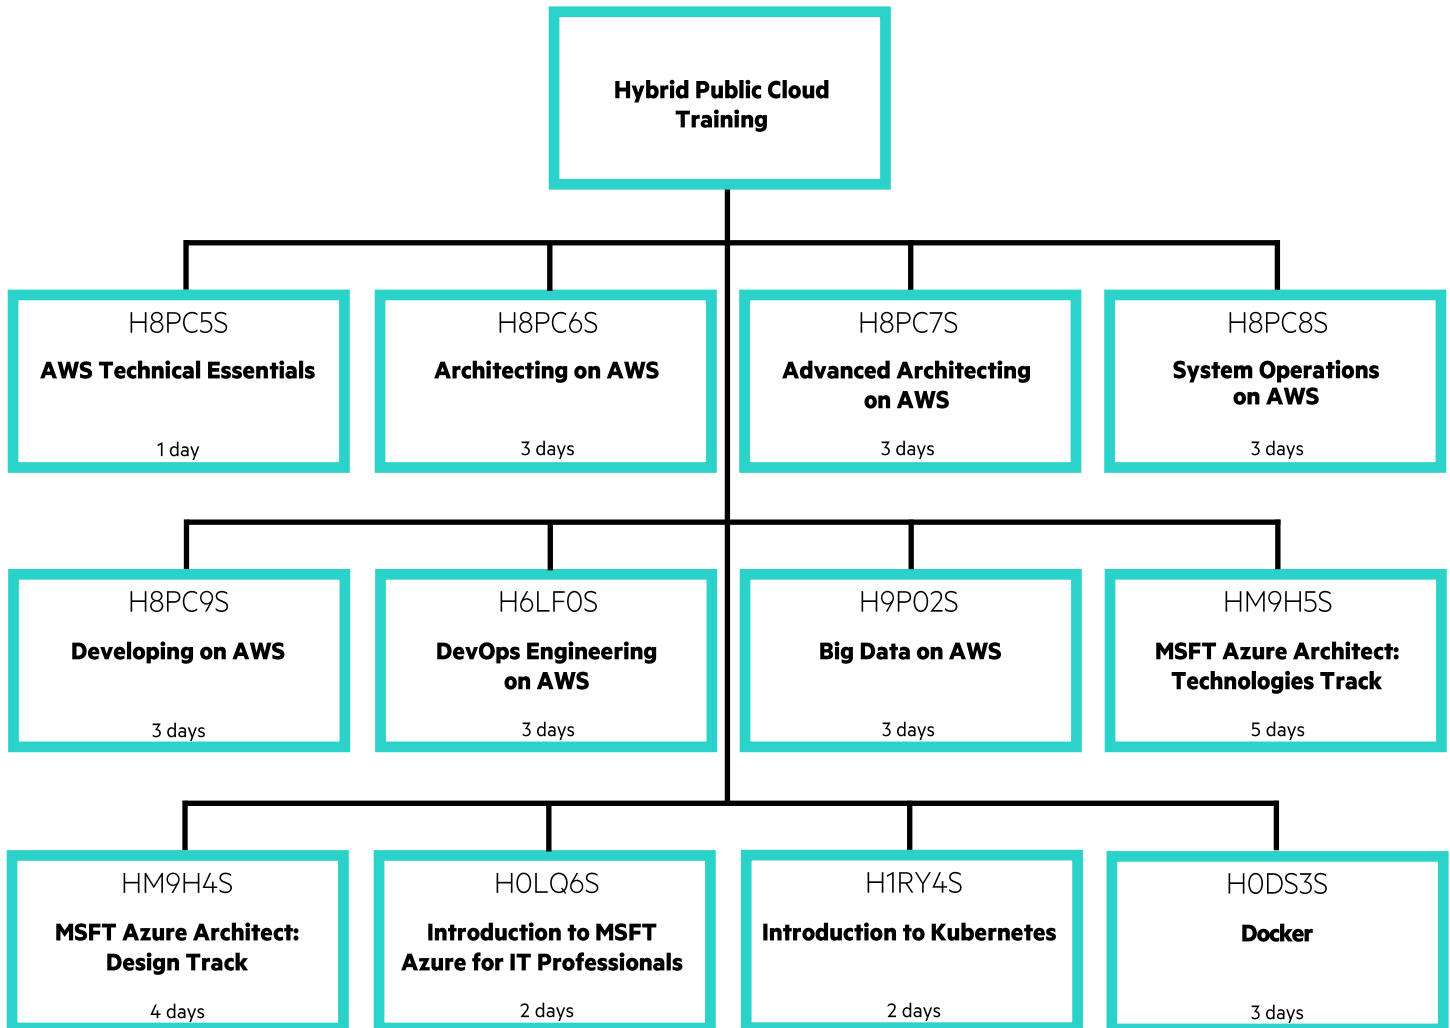 Hybrid Public Cloud
Training
H8PC5S
AWS Technical Essentials
1 day
H8PC6S
Architecting on AWS
3 days
H8PC7S
Advanced Architecting
on AWS
3 days
H8PC8S
System Operations
on AWS
3 days
H8PC9S
Developing on AWS
3 days
H6LF0S
DevOps Engineering
on AWS
3 days
H9P02S
Big Data on AWS
3 days
HM9H5S
MSFT Azure Architect:
Technologies Track
5 days
HM9H4S
MSFT Azure Architect:
Design Track
4 days
H0LQ6S
Introduction to MSFT
Azure for IT Professionals
2 days
H1RY4S
Introduction to Kubernetes
2 days
H0DS3S
Docker
3 days